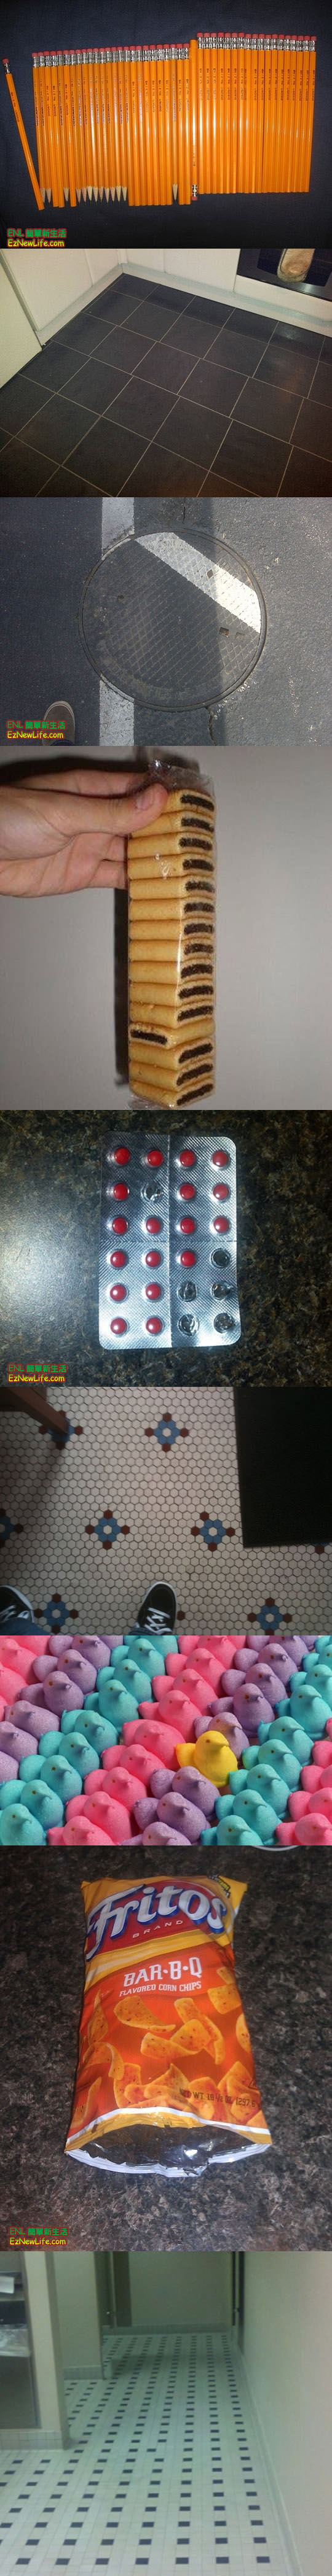 ENL 簡單新生活
EzNewLife.com
ENL 簡單新生活
EzNewLife.com
ENL 簡單新生活
EzNewLife.com
Fritos
BRAND
BAR·B·Q
FLAVORED CORN CHIPS
ENL 簡單新生活
EzNewLife.com